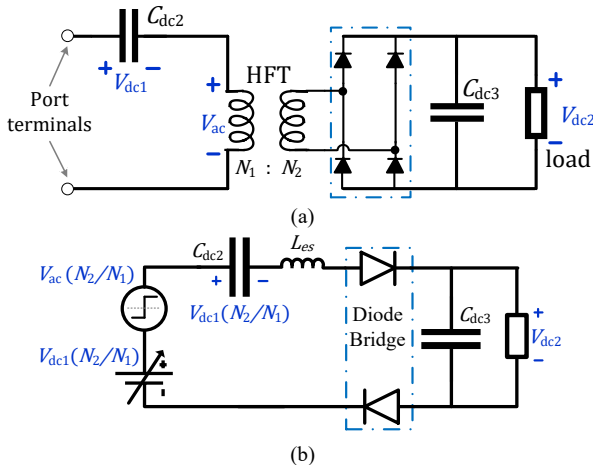 C_dc2
+ V_dc1 −
Port
terminals
+
V_ac
−
HFT
N_1 : N_2
C_dc3
+
V_dc2
−
load
(a)
C_dc2
L_es
V_ac(N_2/N_1)
+ −
V_dc1(N_2/N_1)
V_dc1(N_2/N_1)
+
-
Diode
Bridge
C_dc3
+
V_dc2
−
(b)